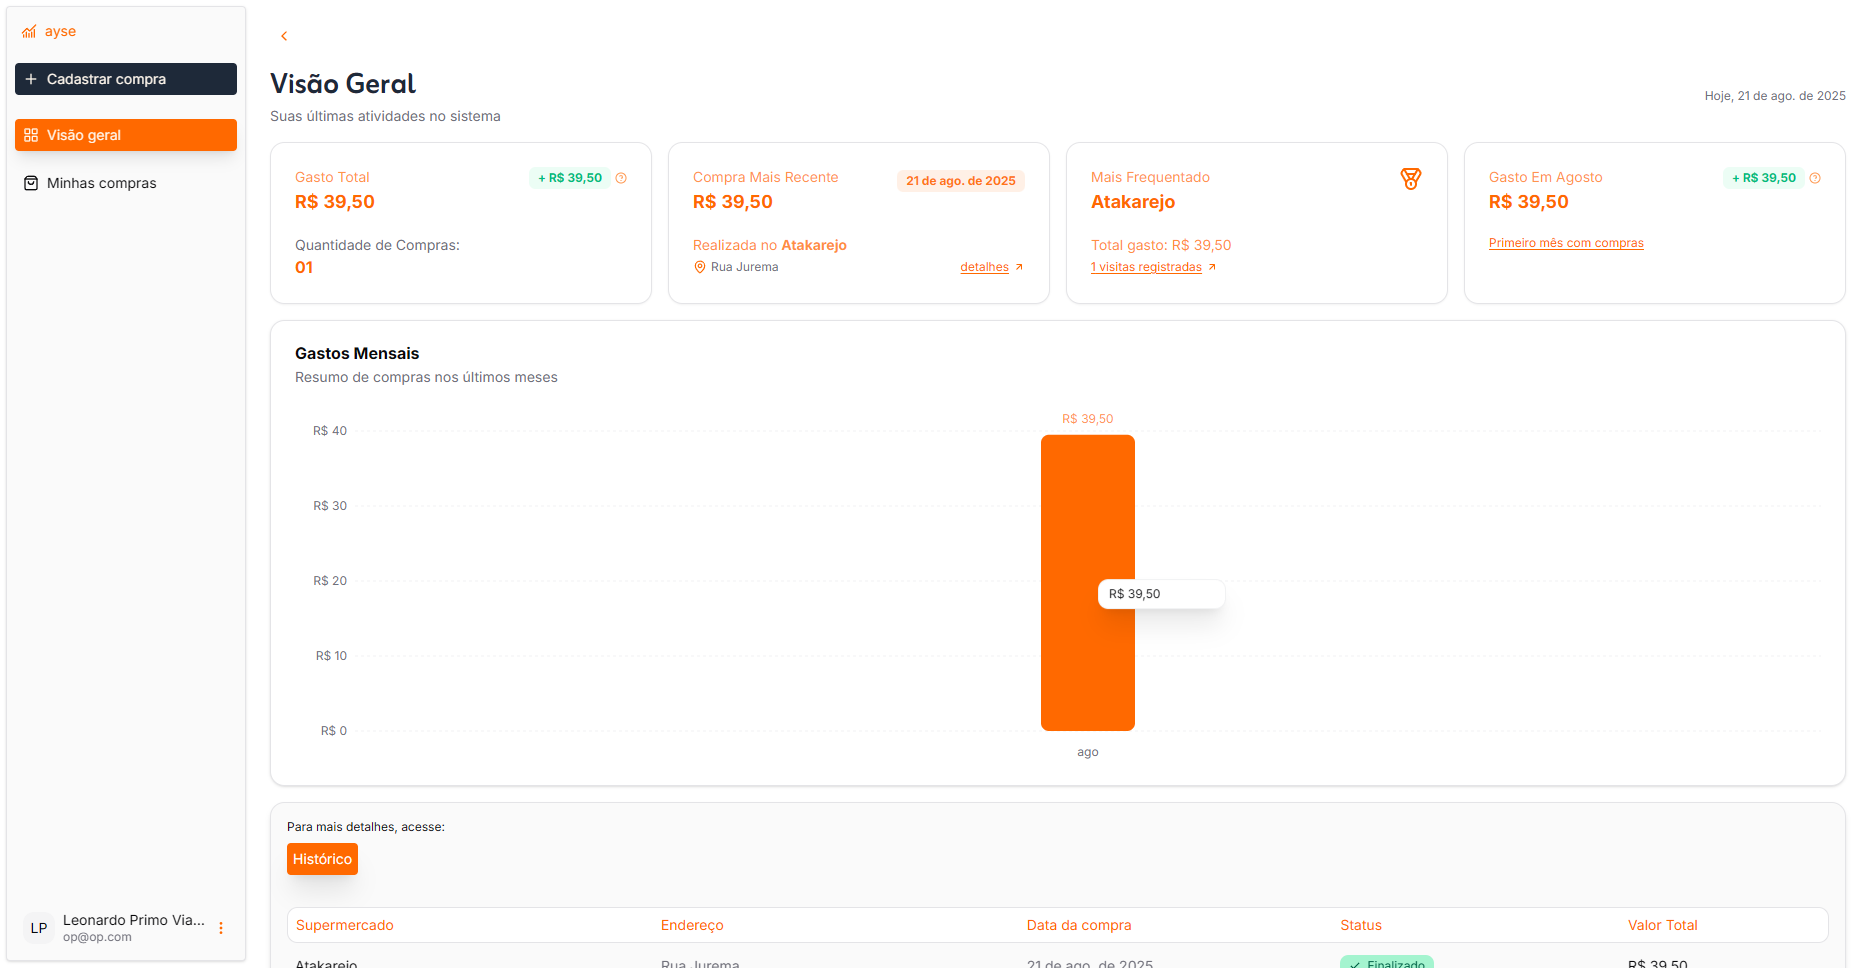 ayse
Cadastrar compra
Visão geral
Minhas compras
Leonardo Primo Via...
LP
op@op.com
Visão Geral
Suas últimas atividades no sistema
Hoje, 21 de ago. de 2025
Gasto Total
+ R$ 39,50
R$ 39,50
Quantidade de Compras:
01
Compra Mais Recente
21 de ago. de 2025
R$ 39,50
Realizada no Atakarejo
Rua Jurema
detalhes
Mais Frequentado
Atakarejo
Total gasto: R$ 39,50
1 visitas registradas
Gasto Em Agosto
+ R$ 39,50
R$ 39,50
Primeiro mês com compras
Gastos Mensais
Resumo de compras nos últimos meses
R$ 39,50
R$ 40
R$ 30
R$ 20
R$ 39,50
R$ 10
R$ 0
ago
Para mais detalhes, acesse:
Histórico
Supermercado Endereço Data da compra Status Valor Total
Atakarejo Rua Jurema 21 de ago. de 2025 Finalizado R$ 39,50